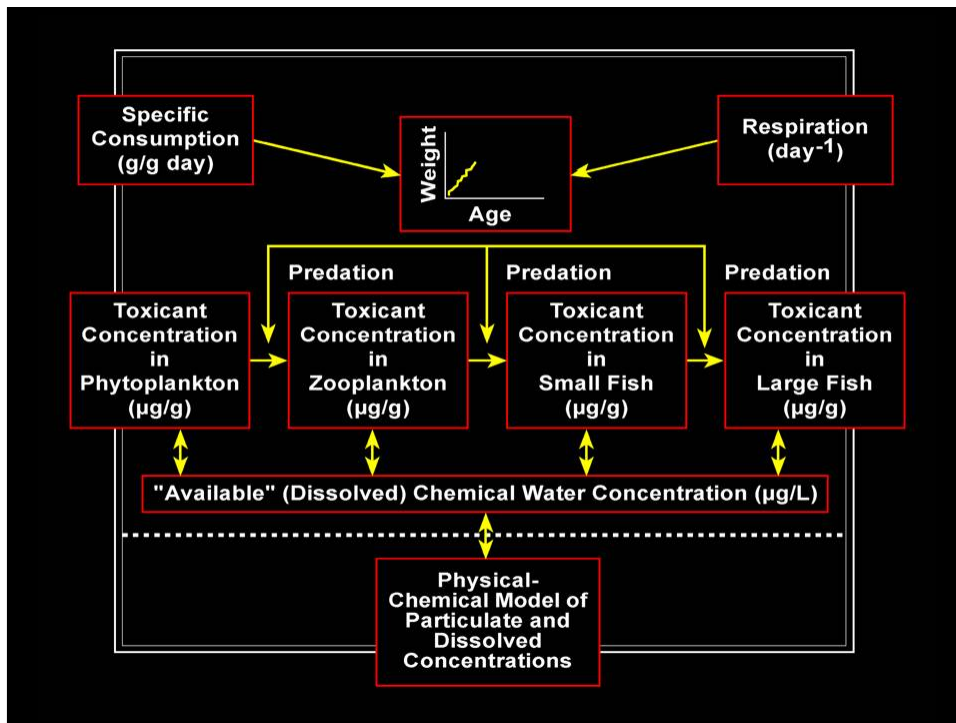 Specific
Consumption
(g/g day)
Weight
Age
Respiration
(day-1)
Predation
Predation
Predation
Toxicant
Concentration
in
Phytoplankton
(µg/g)
Toxicant
Concentration
in
Zooplankton
(µg/g)
Toxicant
Concentration
in
Small Fish
(µg/g)
Toxicant
Concentration
in
Large Fish
(µg/g)
"Available" (Dissolved) Chemical Water Concentration (µg/L)
Physical-
Chemical Model of
Particulate and
Dissolved
Concentrations